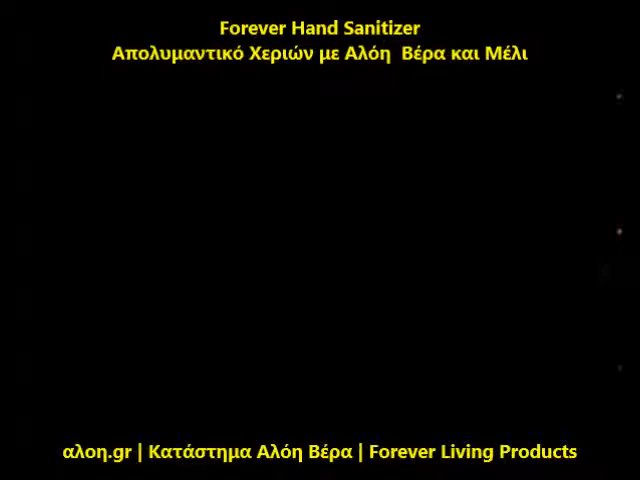 Forever Hand Sanitizer
Απολυμαντικό Χεριών με Αλόη Βέρα και Μέλι
αλοη.gr | Κατάστημα Αλόη Βέρα | Forever Living Products